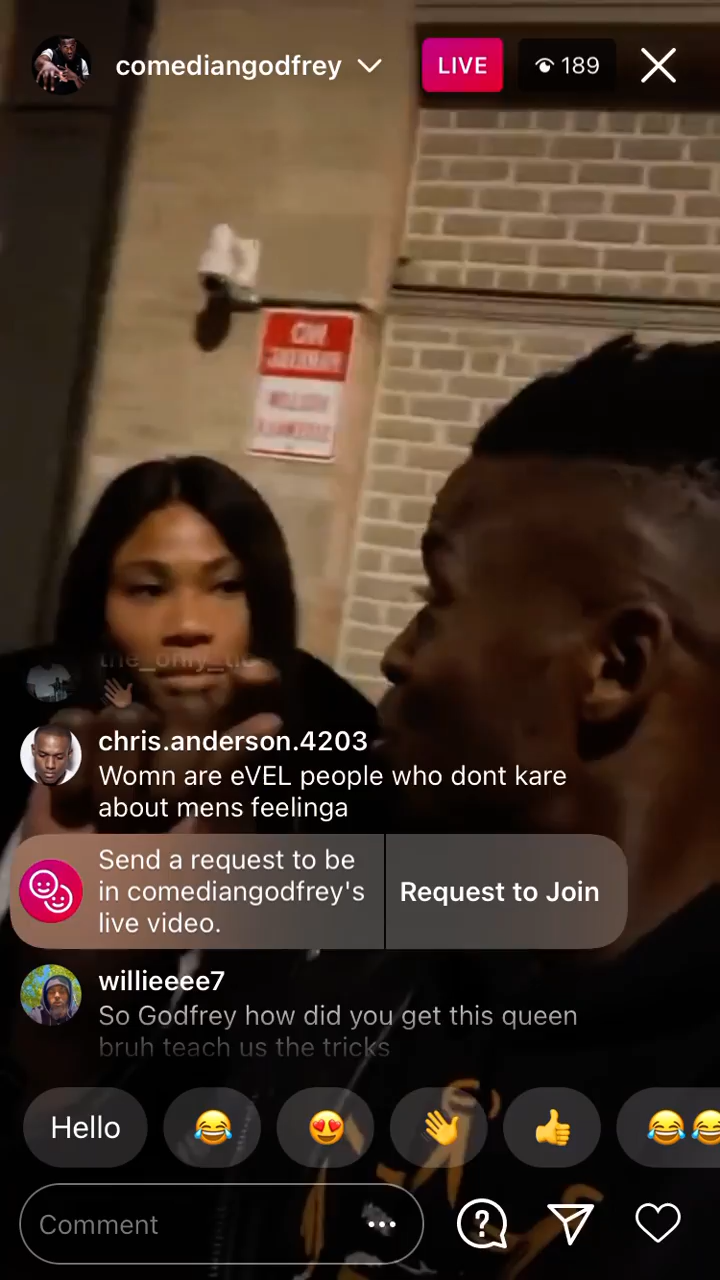 comediangodfrey
LIVE
189
chris.anderson.4203
Womn are eVEL people who dont kare
about mens feelinga
Send a request to be
in comediangodfrey's
live video.
Request to Join
willieeee7
So Godfrey how did you get this queen
bruh teach us the tricks
Hello
Comment